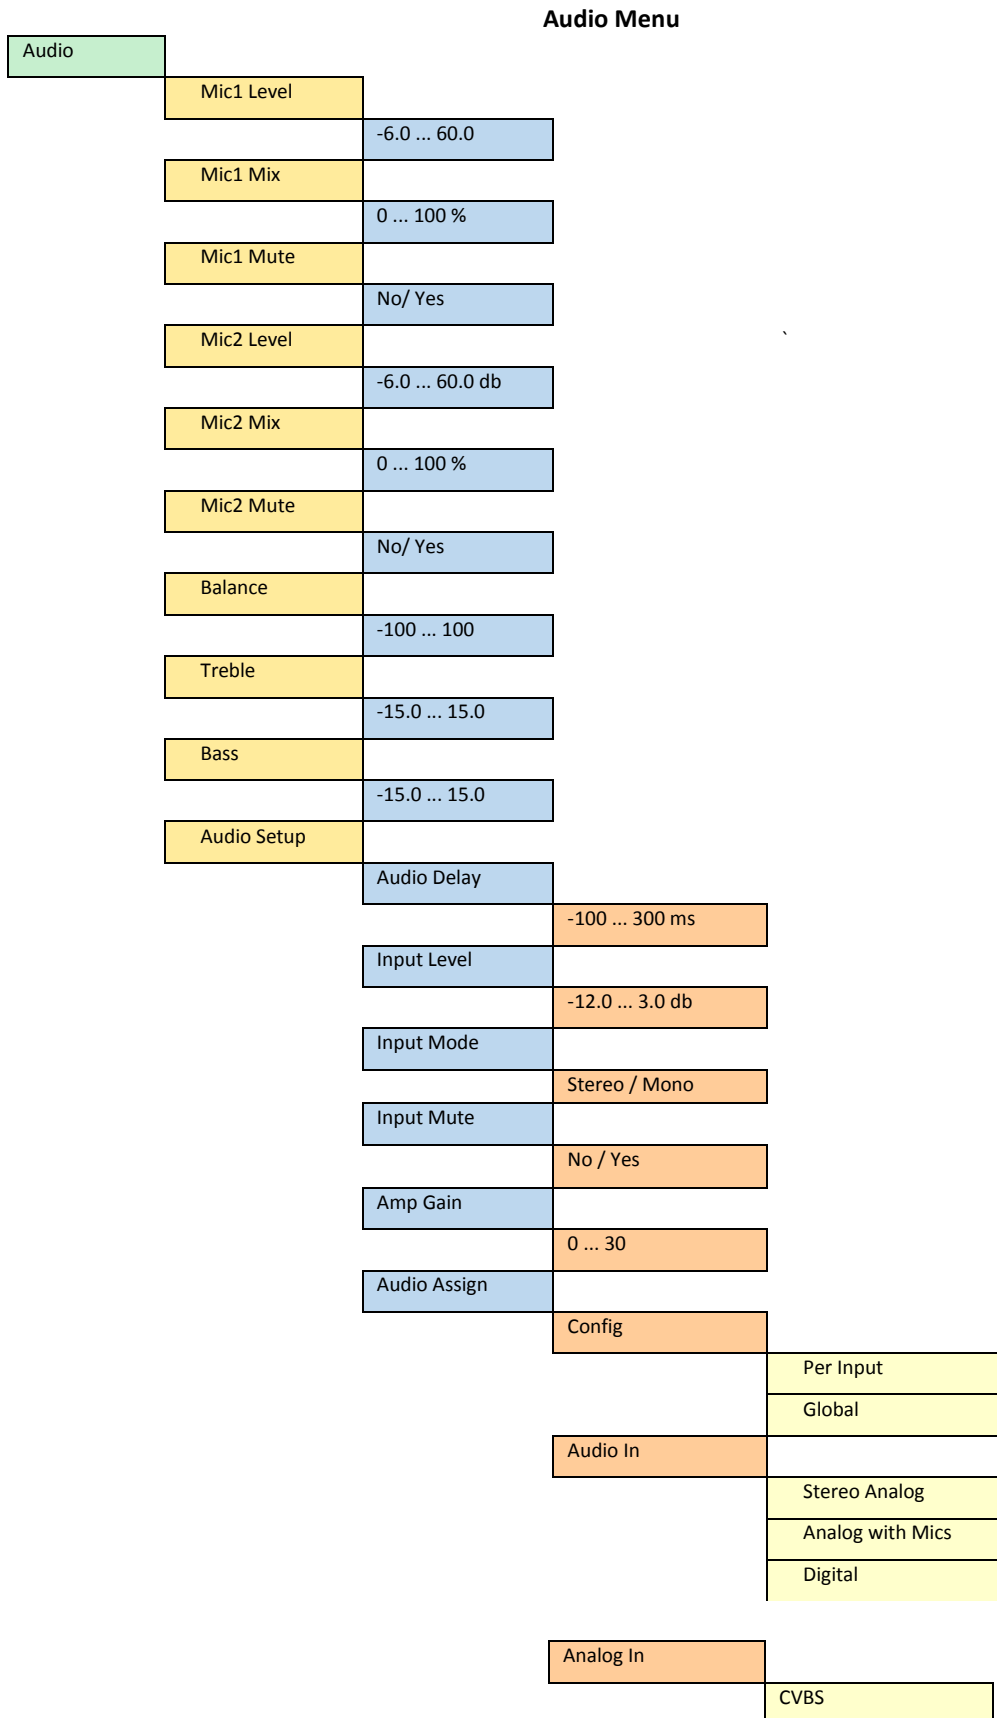 Audio Menu
Audio
Mic1 Level
-6.0 ... 60.0
Mic1 Mix
0 ... 100 %
Mic1 Mute
No/ Yes
Mic2 Level
`
-6.0 ... 60.0 db
Mic2 Mix
0 ... 100 %
Mic2 Mute
No/ Yes
Balance
-100 ... 100
Treble
-15.0 ... 15.0
Bass
-15.0 ... 15.0
Audio Setup
Audio Delay
-100 ... 300 ms
Input Level
-12.0 ... 3.0 db
Input Mode
Stereo / Mono
Input Mute
No / Yes
Amp Gain
0 ... 30
Audio Assign
Config
Per Input
Global
Audio In
Stereo Analog
Analog with Mics
Digital
Analog In
CVBS